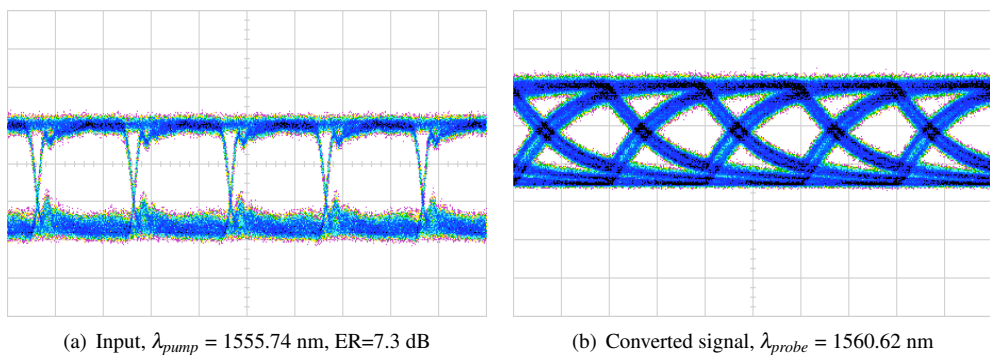 (a) Input, λpump = 1555.74 nm, ER=7.3 dB
(b) Converted signal, λprobe = 1560.62 nm